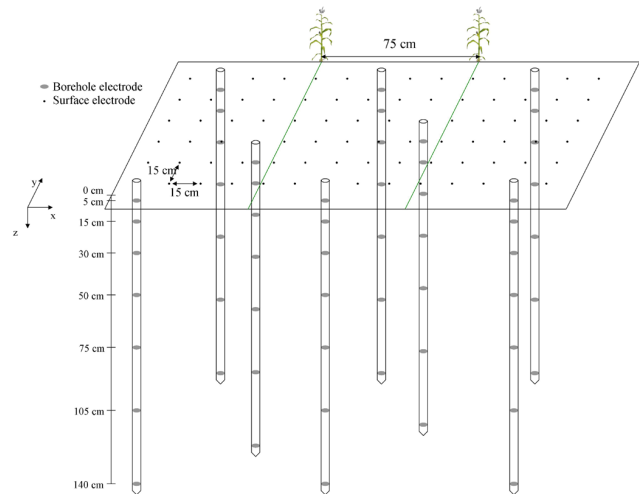 75 cm
Borehole electrode
Surface electrode
15 cm
15 cm
y
x
z
0 cm
5 cm
15 cm
30 cm
50 cm
75 cm
105 cm
140 cm